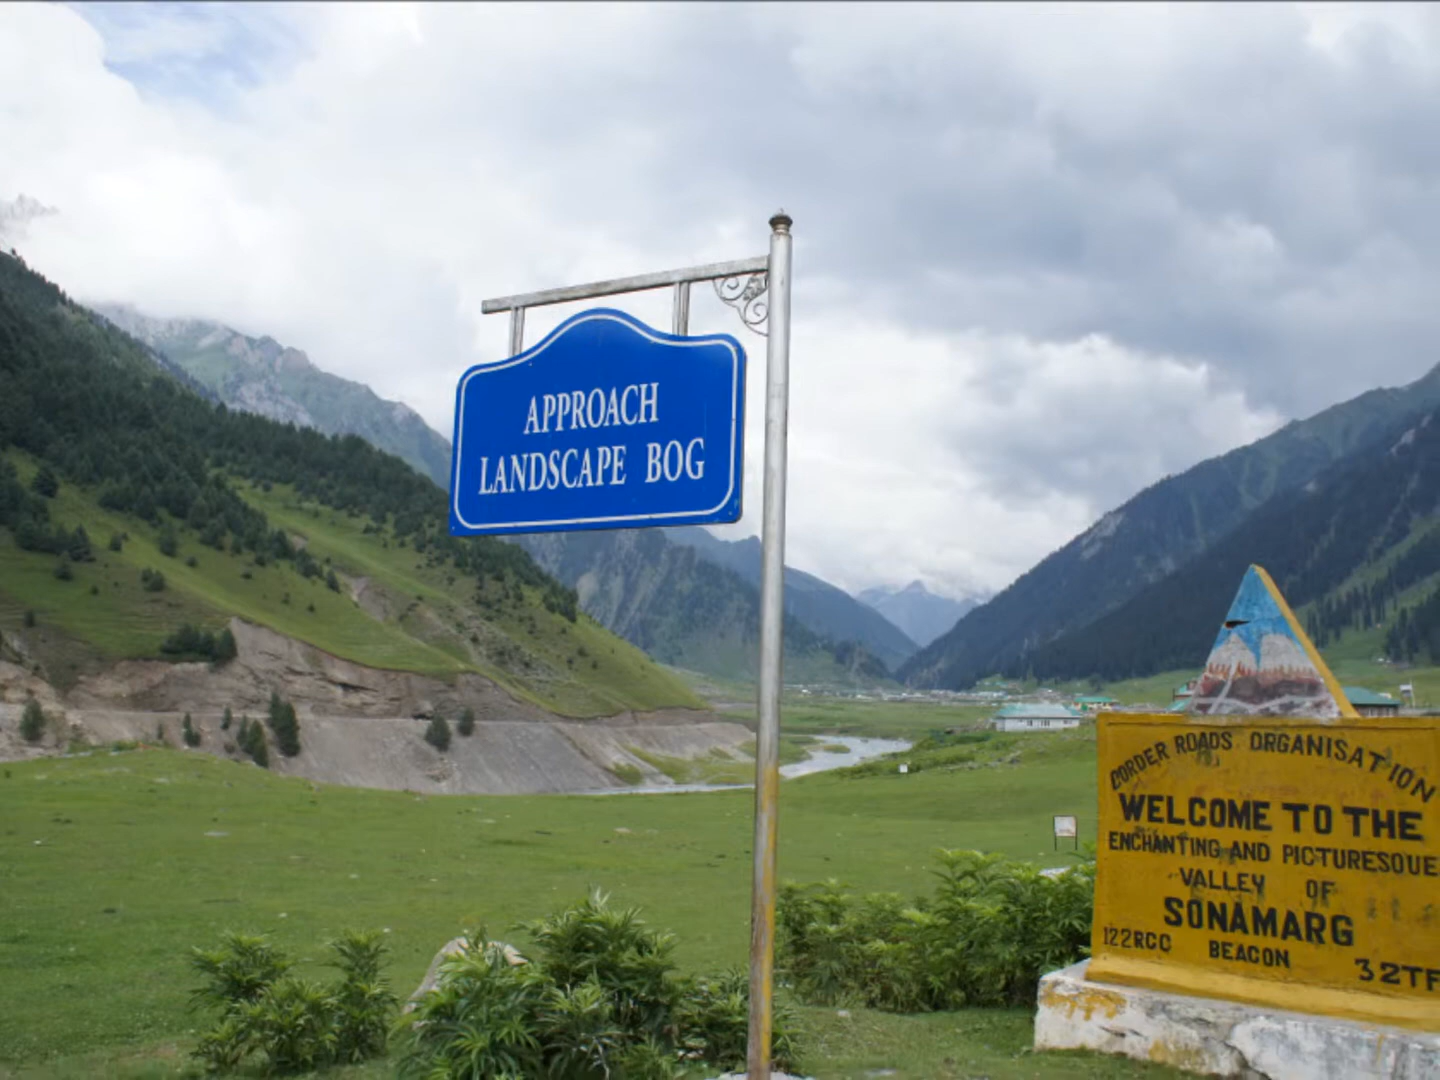 APPROACH
LANDSCAPE BOG
BORDER ROADS ORGANISATION
WELCOME TO THE
ENCHANTING AND PICTURESQUE
VALLEY OF
SONAMARG
122RCC BEACON 32TF